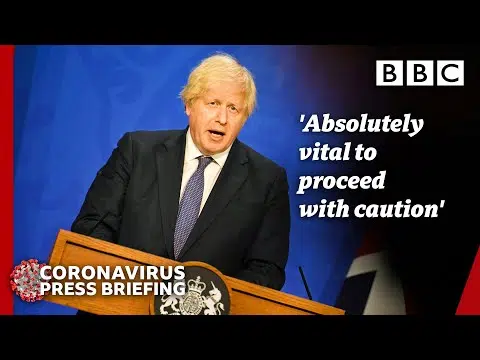 BBC
'Absolutely
vital to
proceed
with caution'
CORONAVIRUS
PRESS BRIEFING